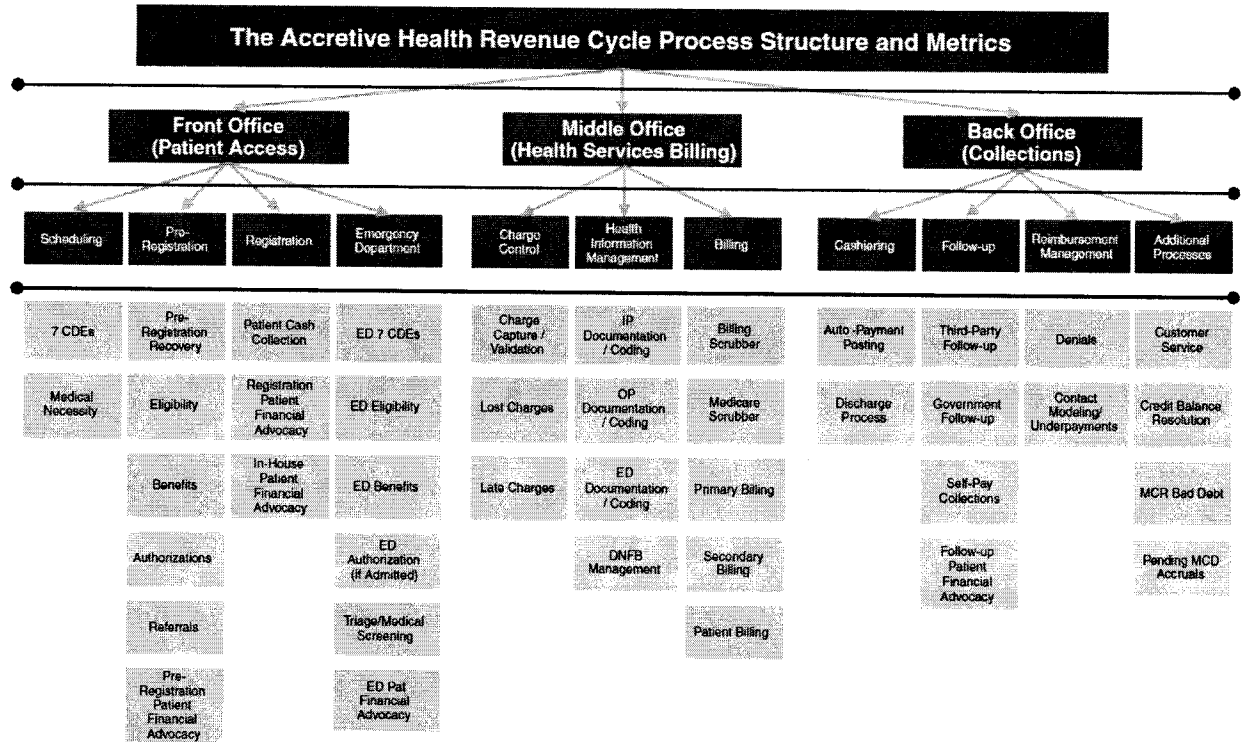 The Accretive Health Revenue Cycle Process Structure and Metrics
Front Office
(Patient Access)
Middle Office
(Health Services Billing)
Back Office
(Collections)
Scheduling
Pre-
Registration
Registration
Emergency
Department
Charge
Control
Health
Information
Management
Billing
Cashiering
Follow-up
Reimbursement
Management
Additional
Processes
7 CDEs
Medical
Necessity
Pre-
Registration
Recovery
Eligibility
Benefits
Authorizations
Referrals
Pre-
Registration
Patient
Financial
Advocacy
Patient Cash
Collection
Registration
Patient
Financial
Advocacy
In-House
Patient
Financial
Advocacy
ED 7 CDEs
ED Eligibility
ED Benefits
ED
Authorization
(if Admitted)
Triage/Medical
Screening
ED Pat
Financial
Advocacy
Charge
Capture /
Validation
Lost Charges
Late Charges
IP
Documentation
/ Coding
OP
Documentation
/ Coding
ED
Documentation
/ Coding
DNFB
Management
Billing
Scrubber
Medicare
Scrubber
Primary Billing
Secondary
Billing
Patient Billing
Auto -Payment
Posting
Discharge
Process
Third-Party
Follow-up
Government
Follow-up
Self-Pay
Collections
Follow-up
Patient
Financial
Advocacy
Denials
Contact
Modeling/
Underpayments
Customer
Service
Credit Balance
Resolution
MCR Bad Debt
Pending MCD
Accruals